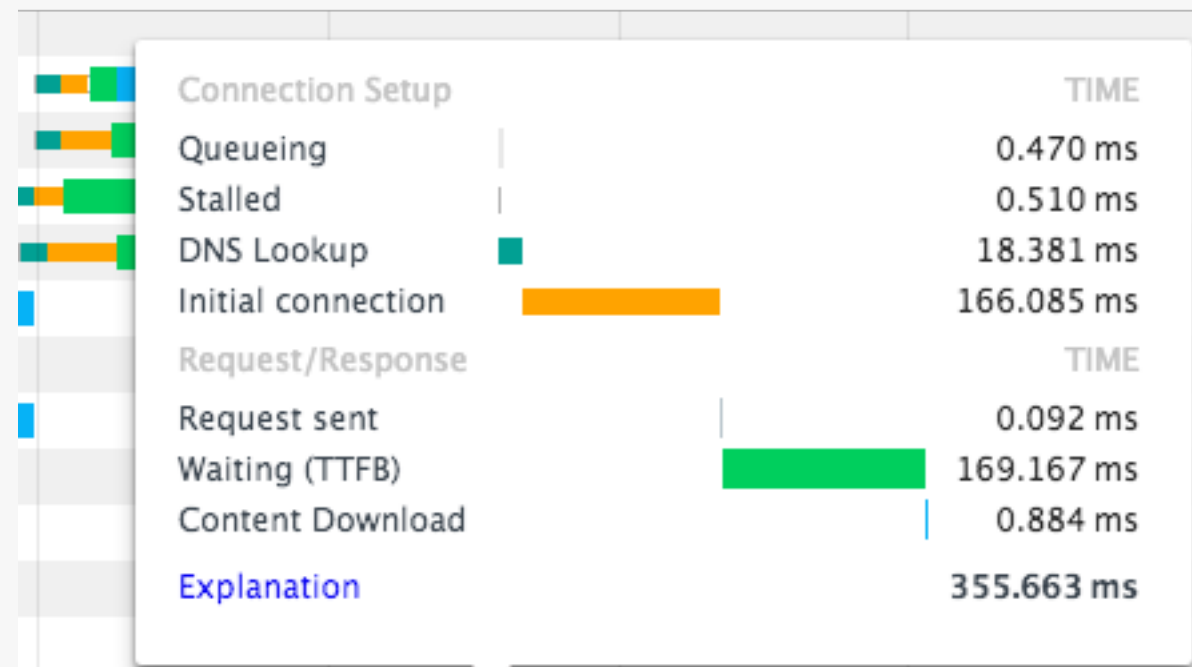 Connection Setup TIME
Queueing 0.470 ms
Stalled 0.510 ms
DNS Lookup 18.381 ms
Initial connection 166.085 ms
Request/Response TIME
Request sent 0.092 ms
Waiting (TTFB) 169.167 ms
Content Download 0.884 ms
Explanation 355.663 ms